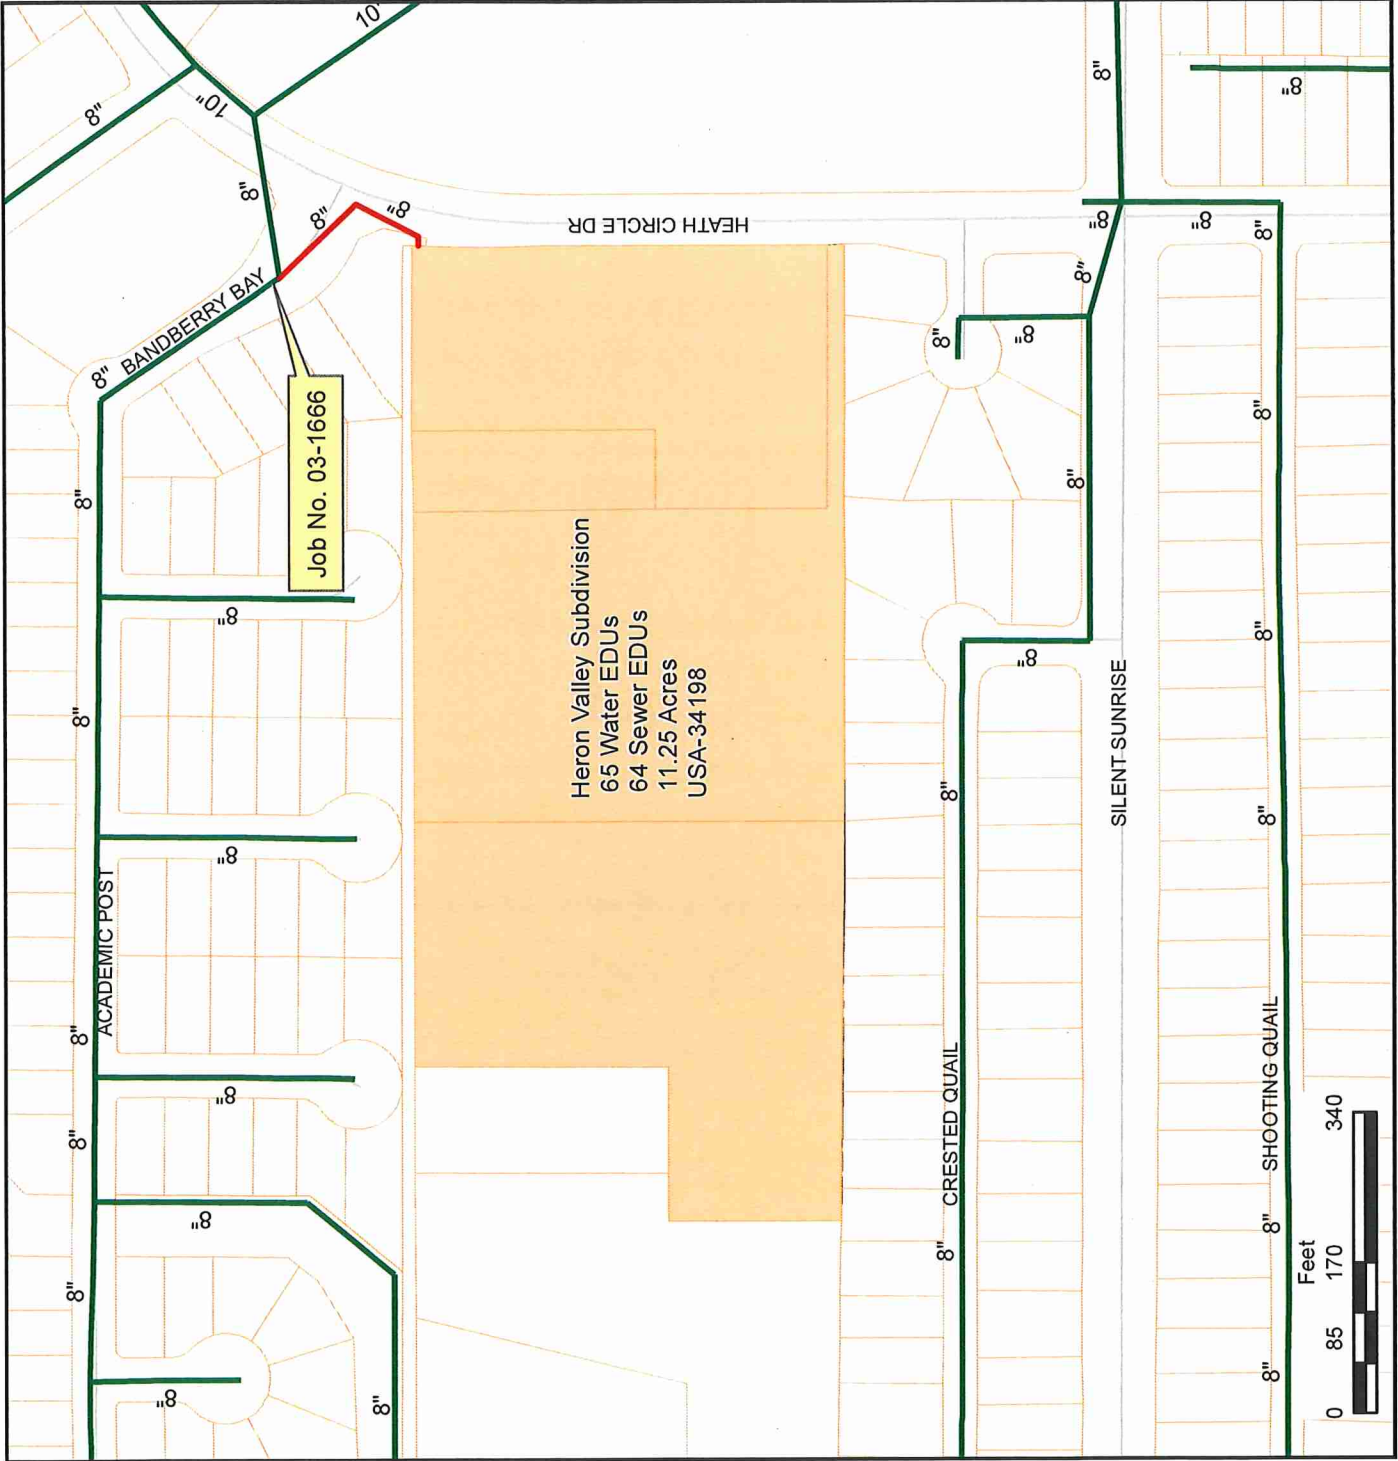 8"
8"
8"
8"
8"
8"
8"
ACADEMIC POST
8"
8"
BANDBERRY BAY
10"
8"
8"
8"
8"
Job No. 03-1666
8"
10"
8"
8"
Heron Valley Subdivision
65 Water EDUs
64 Sewer EDUs
11.25 Acres
USA-34198
HEATH CIRCLE DR
8"
CRESTED QUAIL
8"
8"
8"
8"
8"
8"
8"
8"
SILENT SUNRISE
8"
8"
8"
SHOOTING QUAIL
8"
8"
8"
8"
8"
Feet
0 85 170 340